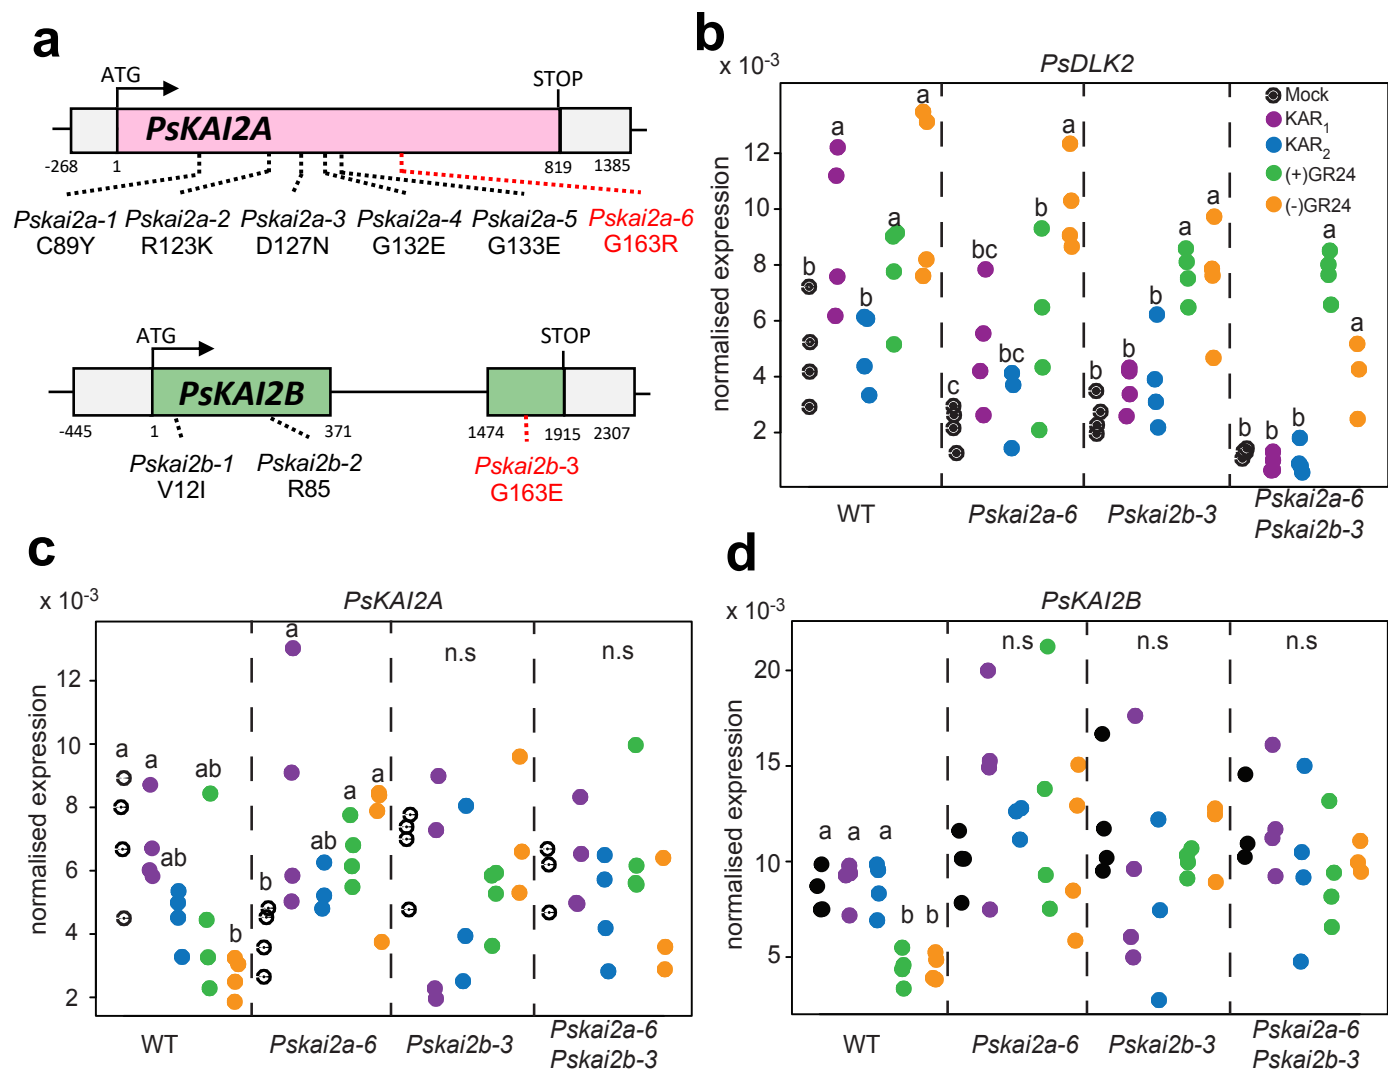 a
ATG
STOP
PsKAI2A
-268 1 819 1385
Pskai2a-1 Pskai2a-2 Pskai2a-3 Pskai2a-4 Pskai2a-5 Pskai2a-6
C89Y R123K D127N G132E G133E G163R
ATG
STOP
PsKAI2B
-445 1 371 1474 1915 2307
Pskai2b-1 Pskai2b-2 Pskai2b-3
V12I R85 G163E
b
x 10-3
PsDLK2
normalised expression
12
10
8
6
4
2
b a b a a
c bc bc b a
b b b a a
b b b a a
Mock
KAR1
KAR2
(+)GR24
(-)GR24
WT Pskai2a-6 Pskai2b-3 Pskai2a-6
Pskai2b-3
c
x 10-3
PsKAI2A
normalised expression
12
10
8
6
4
2
a a ab ab b
b a ab a a
n.s
n.s
WT Pskai2a-6 Pskai2b-3 Pskai2a-6
Pskai2b-3
d
x 10-3
PsKAI2B
normalised expression
20
15
10
5
a a a b b
n.s
n.s
n.s
WT Pskai2a-6 Pskai2b-3 Pskai2a-6
Pskai2b-3